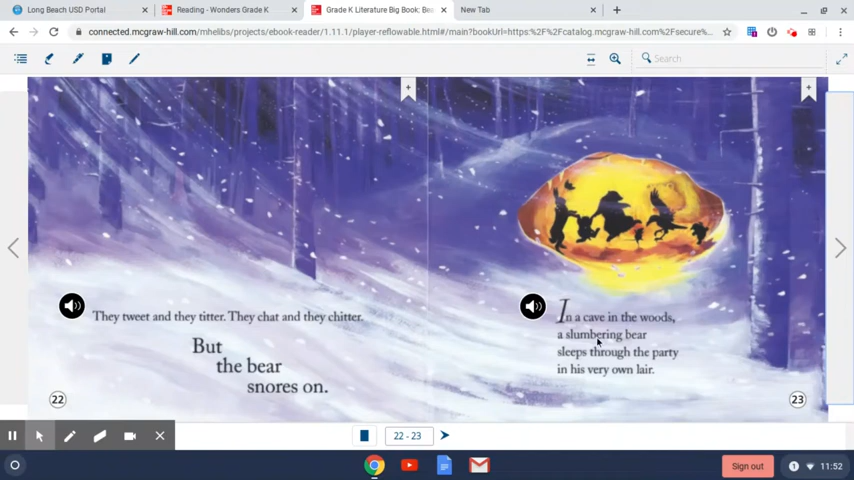 Long Beach USD Portal
Reading - Wonders Grade K
Grade K Literature Big Book: Bea
New Tab
connected.mcgraw-hill.com/mhelibs/projects/ebook-reader/1.11.1/player-reflowable.html#/main?bookUrl=https:%2F%2Fcatalog.mcgraw-hill.com%2Fsecure%...
Search
They tweet and they titter. They chat and they chitter.
But
the bear
snores on.
22
In a cave in the woods,
a slumbering bear
sleeps through the party
in his very own lair.
23
22 - 23
Sign out
1
11:52